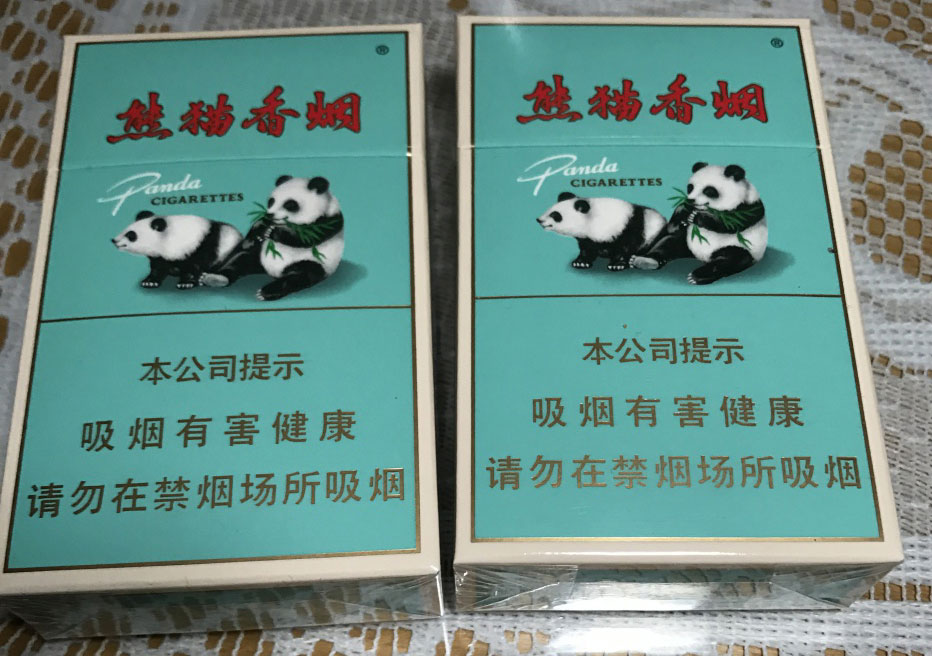 熊猫香烟
®
Panda
CIGARETTES
本公司提示
吸烟有害健康
请勿在禁烟场所吸烟
熊猫香烟
®
Panda
CIGARETTES
本公司提示
吸烟有害健康
请勿在禁烟场所吸烟